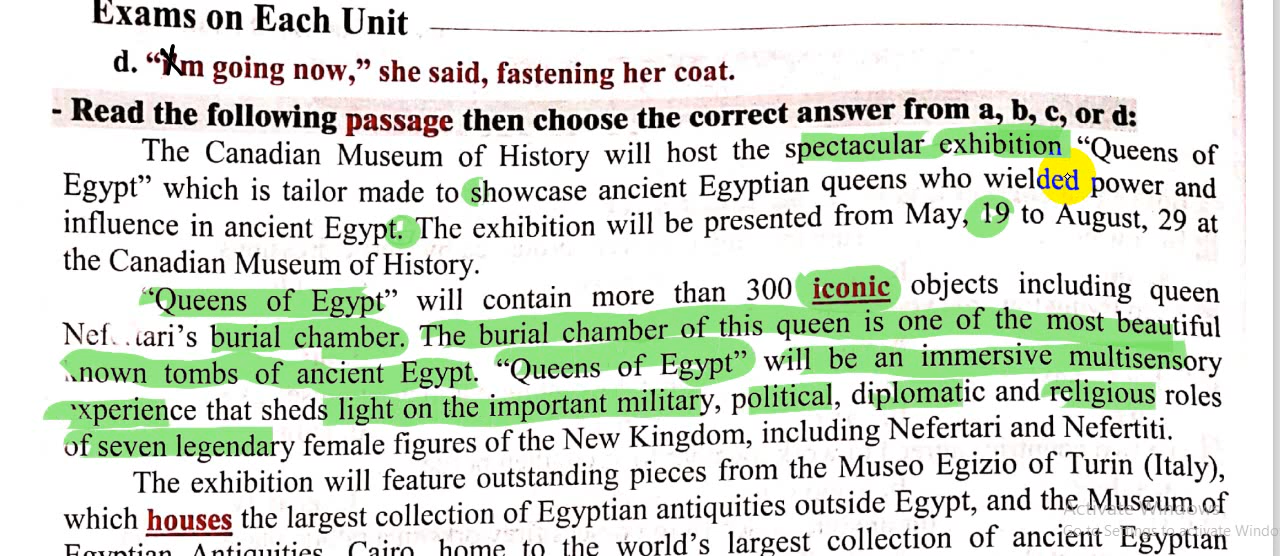 Exams on Each Unit
d. “I'm going now,” she said, fastening her coat.
- Read the following passage then choose the correct answer from a, b, c, or d:
The Canadian Museum of History will host the spectacular exhibition “Queens of
Egypt” which is tailor made to showcase ancient Egyptian queens who wielded power and
influence in ancient Egypt. The exhibition will be presented from May, 19 to August, 29 at
the Canadian Museum of History.
“Queens of Egypt” will contain more than 300 iconic objects including queen
Nefertari’s burial chamber. The burial chamber of this queen is one of the most beautiful
known tombs of ancient Egypt. “Queens of Egypt” will be an immersive multisensory
experience that sheds light on the important military, political, diplomatic and religious roles
of seven legendary female figures of the New Kingdom, including Nefertari and Nefertiti.
The exhibition will feature outstanding pieces from the Museo Egizio of Turin (Italy),
which houses the largest collection of Egyptian antiquities outside Egypt, and the Museum of
Egyptian Antiquities, Cairo, home to the world’s largest collection of ancient Egyptian
Activate Windows
Go to Settings to activate Windo